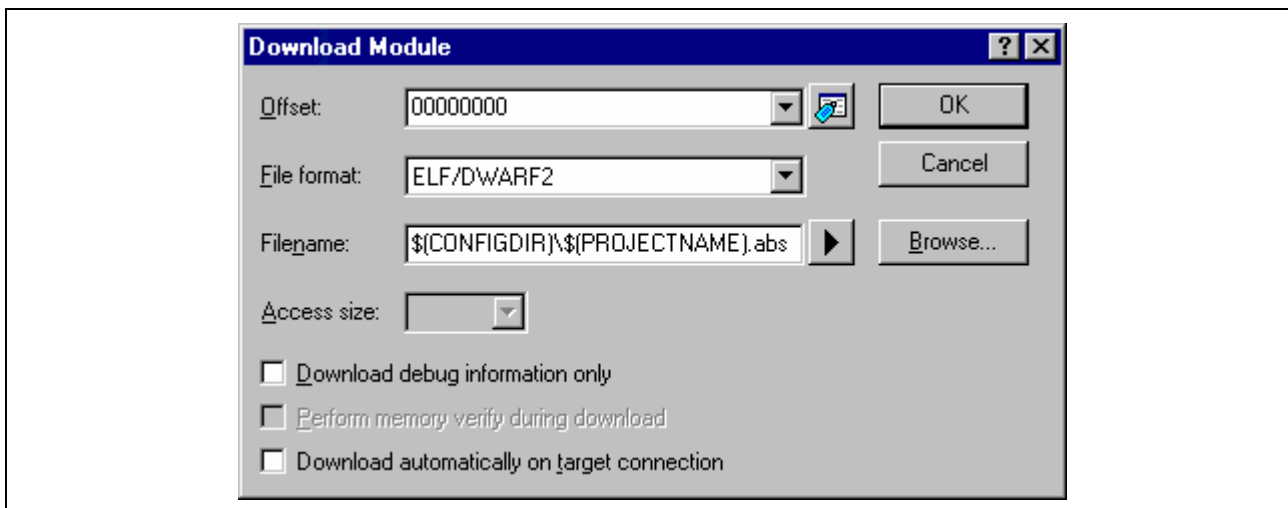 Download Module
Offset: 00000000 OK
Cancel
File format: ELF/DWARF2
Filename: $(CONFIGDIR)\$(PROJECTNAME).abs Browse...
Access size:
Download debug information only
Perform memory verify during download
Download automatically on target connection